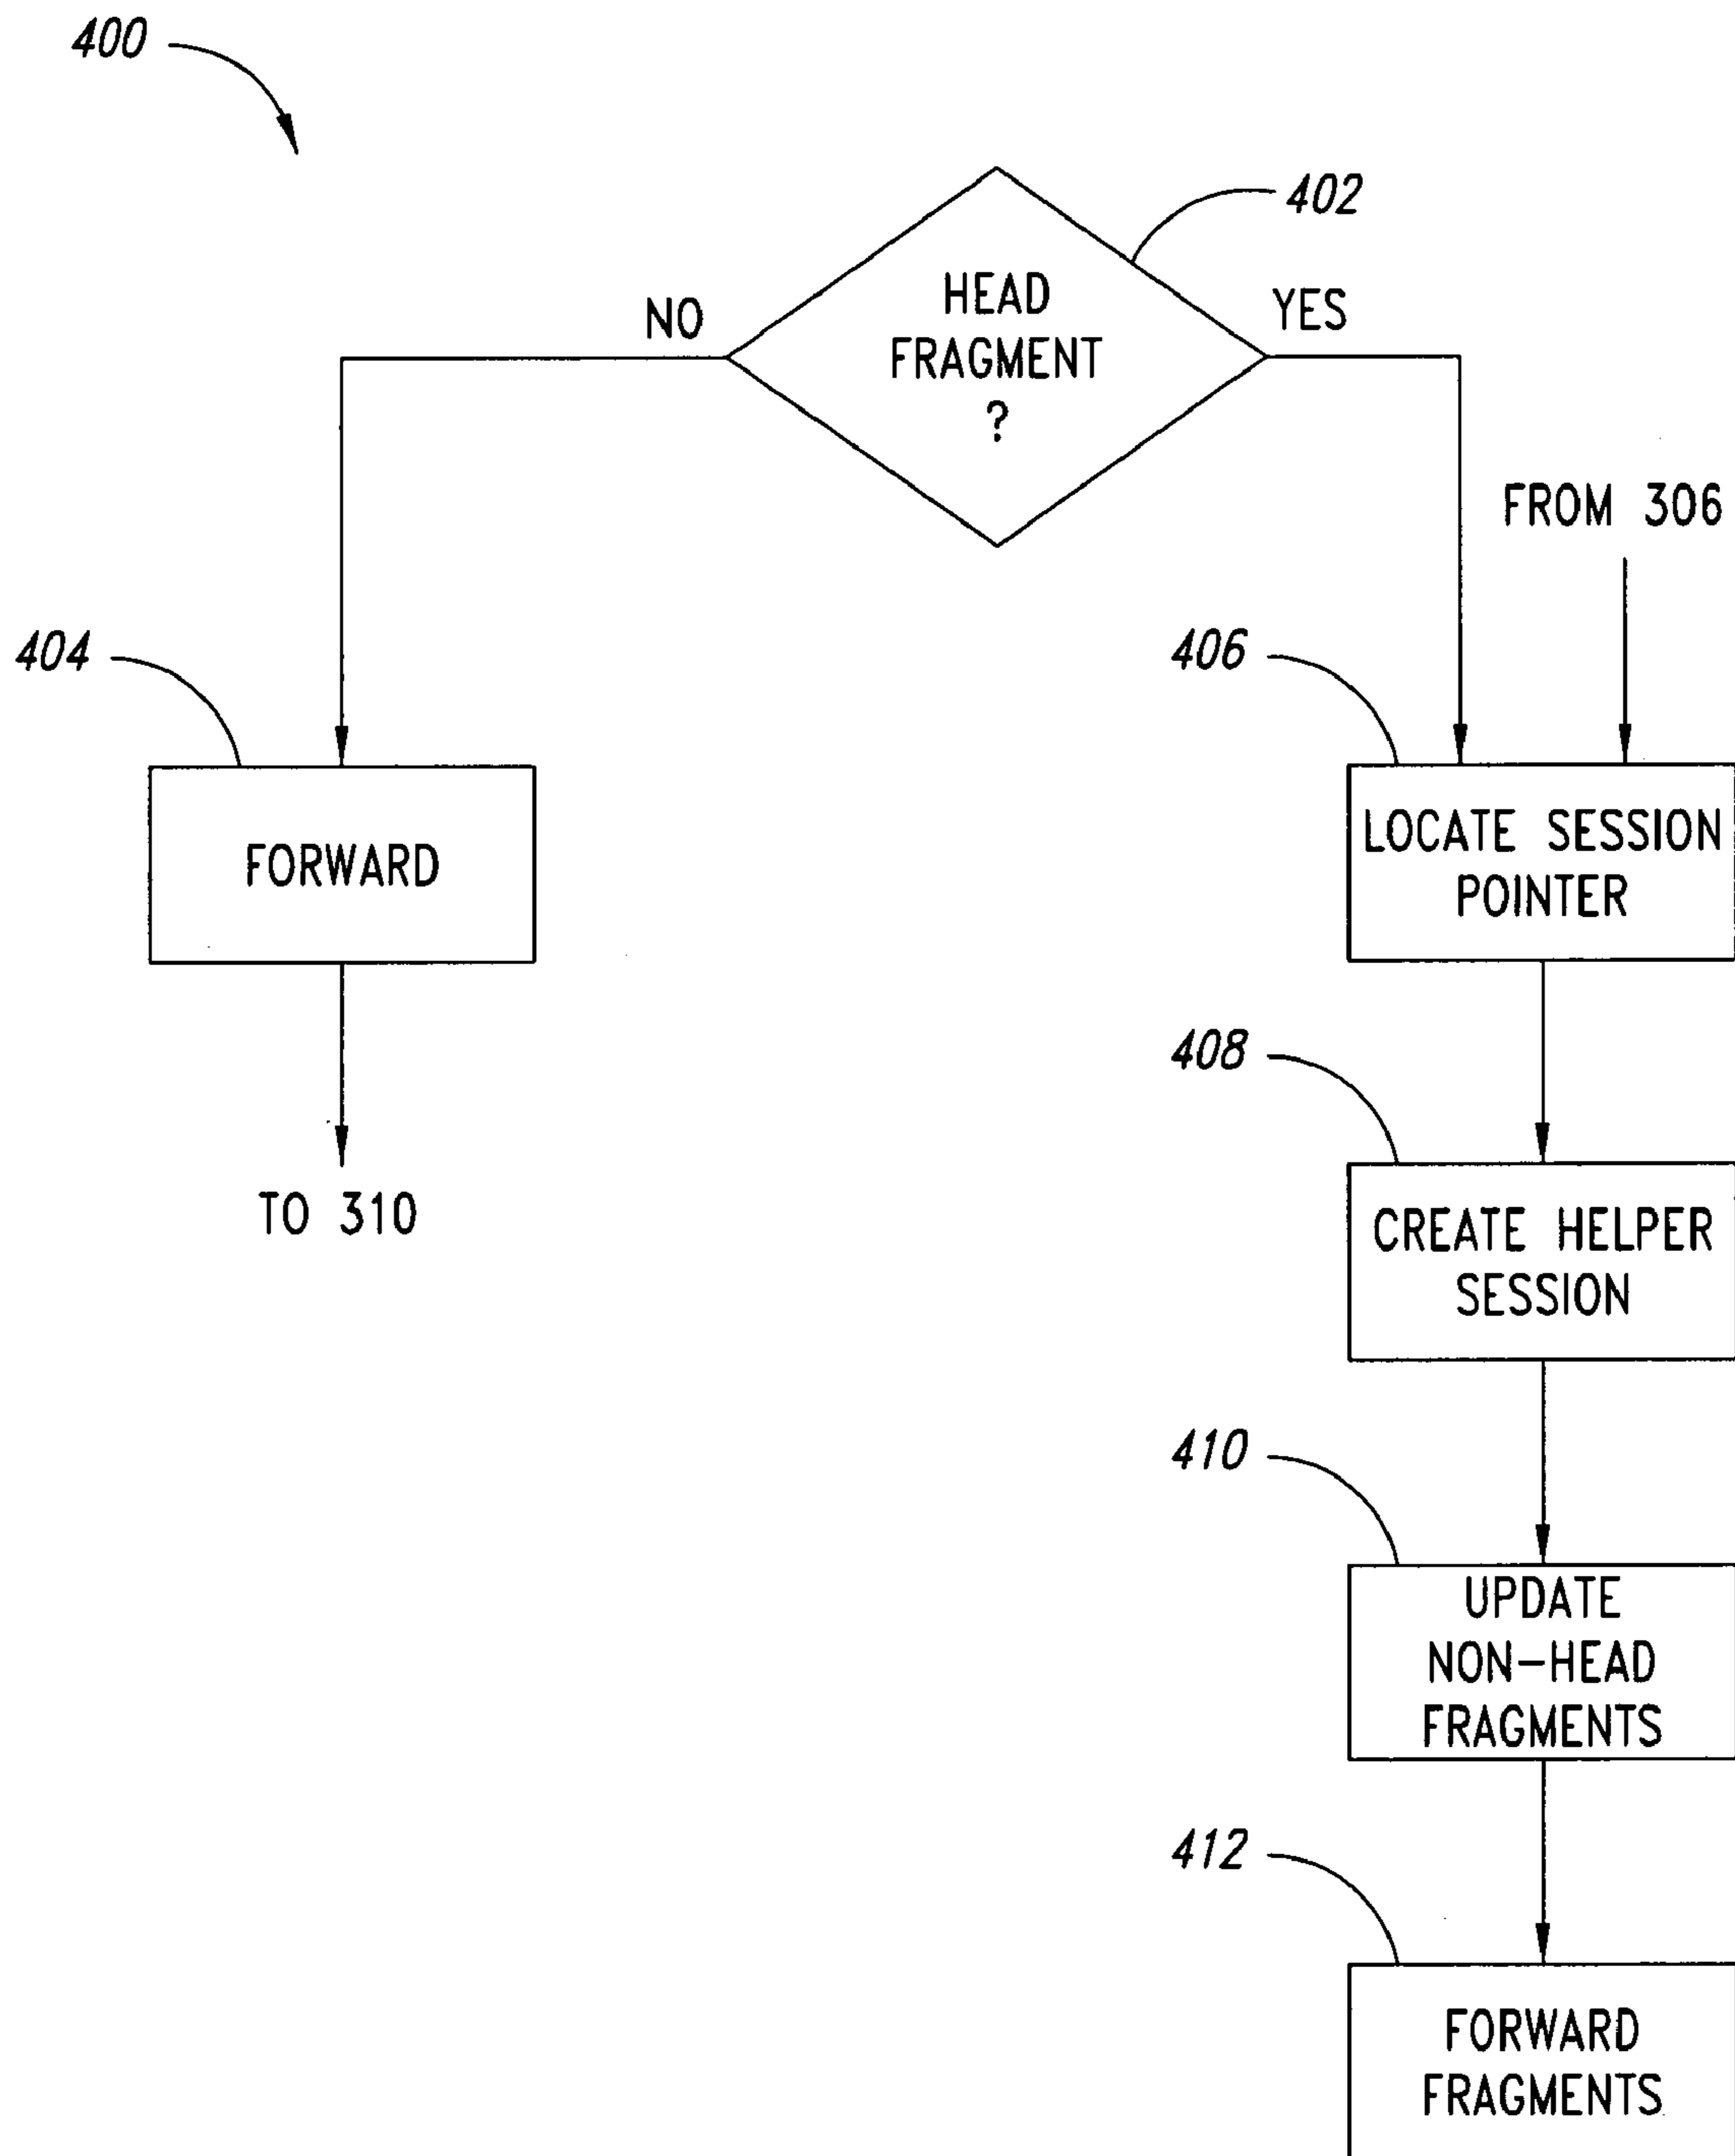 400
402
HEAD
FRAGMENT
?
NO
YES
FROM 306
404
406
FORWARD
LOCATE SESSION
POINTER
408
TO 310
CREATE HELPER
SESSION
410
UPDATE
NON-HEAD
FRAGMENTS
412
FORWARD
FRAGMENTS